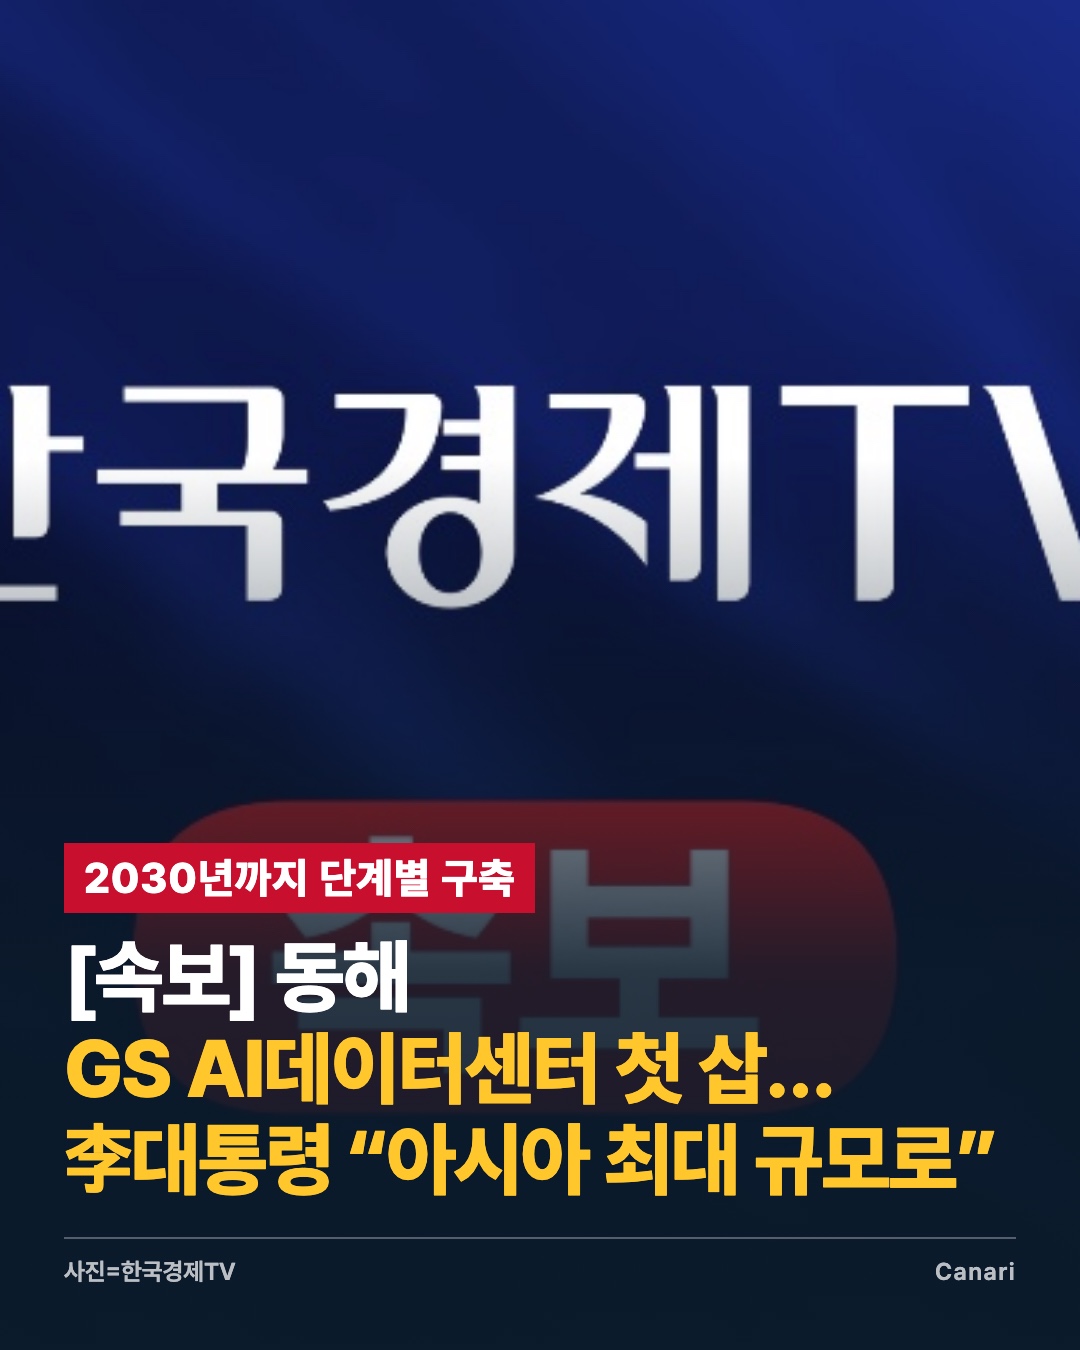 한국경제TV
속보
2030년까지 단계별 구축
[속보] 동해
GS AI데이터센터 첫 삽...
李대통령 “아시아 최대 규모로”
사진=한국경제TV
Canari